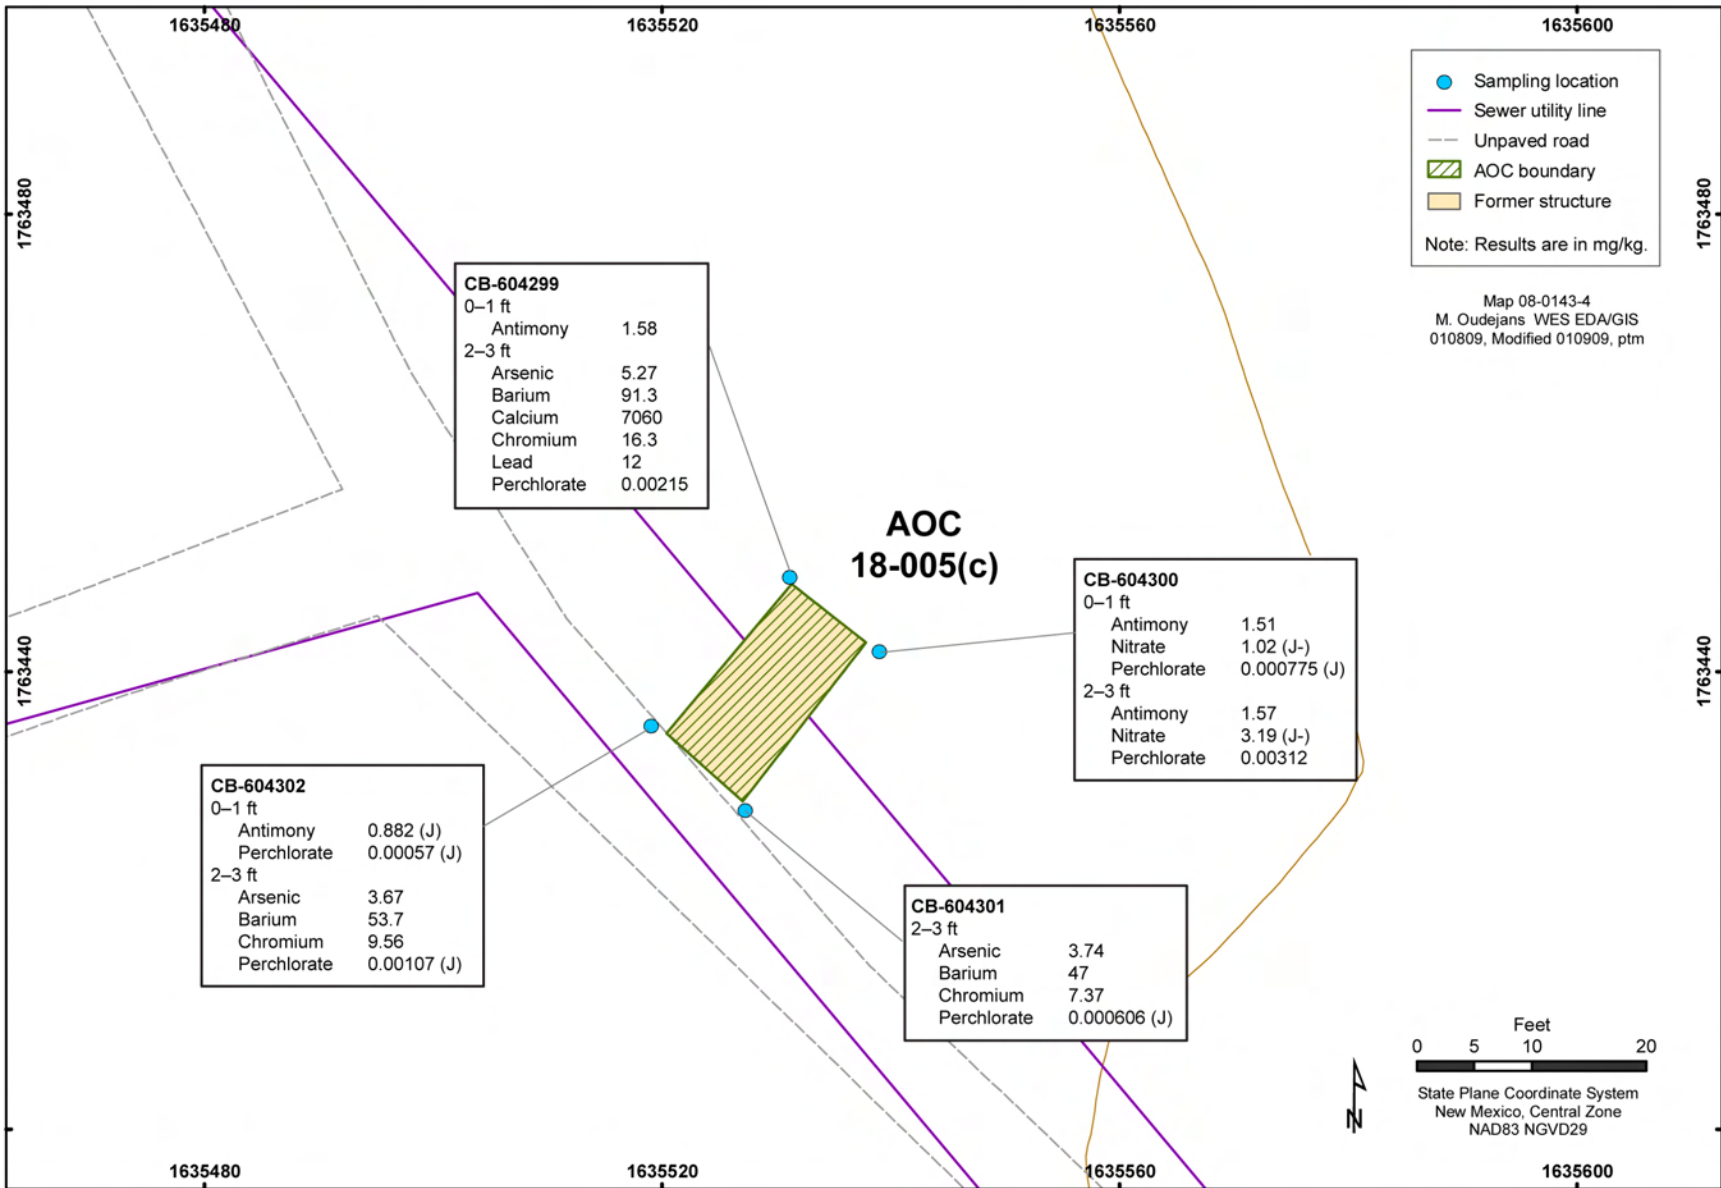 1635480 1635520 1635560 1635600
Sampling location
Sewer utility line
Unpaved road
AOC boundary
Former structure
Note: Results are in mg/kg.
1763480 1763480
Map 08-0143-4
M. Oudejans WES EDA/GIS
010809, Modified 010909, ptm
CB-604299
0–1 ft
Antimony 1.58
2–3 ft
Arsenic 5.27
Barium 91.3
Calcium 7060
Chromium 16.3
Lead 12
Perchlorate 0.00215
AOC
18-005(c)
CB-604300
0–1 ft
Antimony 1.51
Nitrate 1.02 (J-)
Perchlorate 0.000775 (J)
2–3 ft
Antimony 1.57
Nitrate 3.19 (J-)
Perchlorate 0.00312
1763440 1763440
CB-604302
0–1 ft
Antimony 0.882 (J)
Perchlorate 0.00057 (J)
2–3 ft
Arsenic 3.67
Barium 53.7
Chromium 9.56
Perchlorate 0.00107 (J)
CB-604301
2–3 ft
Arsenic 3.74
Barium 47
Chromium 7.37
Perchlorate 0.000606 (J)
Feet
0 5 10 20
N
State Plane Coordinate System
New Mexico, Central Zone
NAD83 NGVD29
1635480 1635520 1635560 1635600